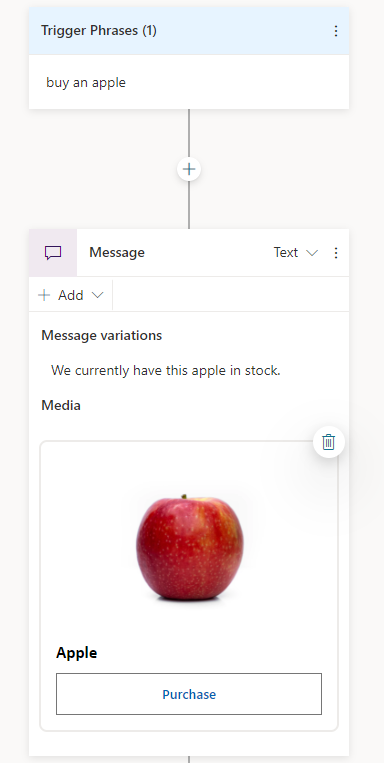 Trigger Phrases (1)
buy an apple
Message
Text
Add
Message variations
We currently have this apple in stock.
Media
Apple
Purchase